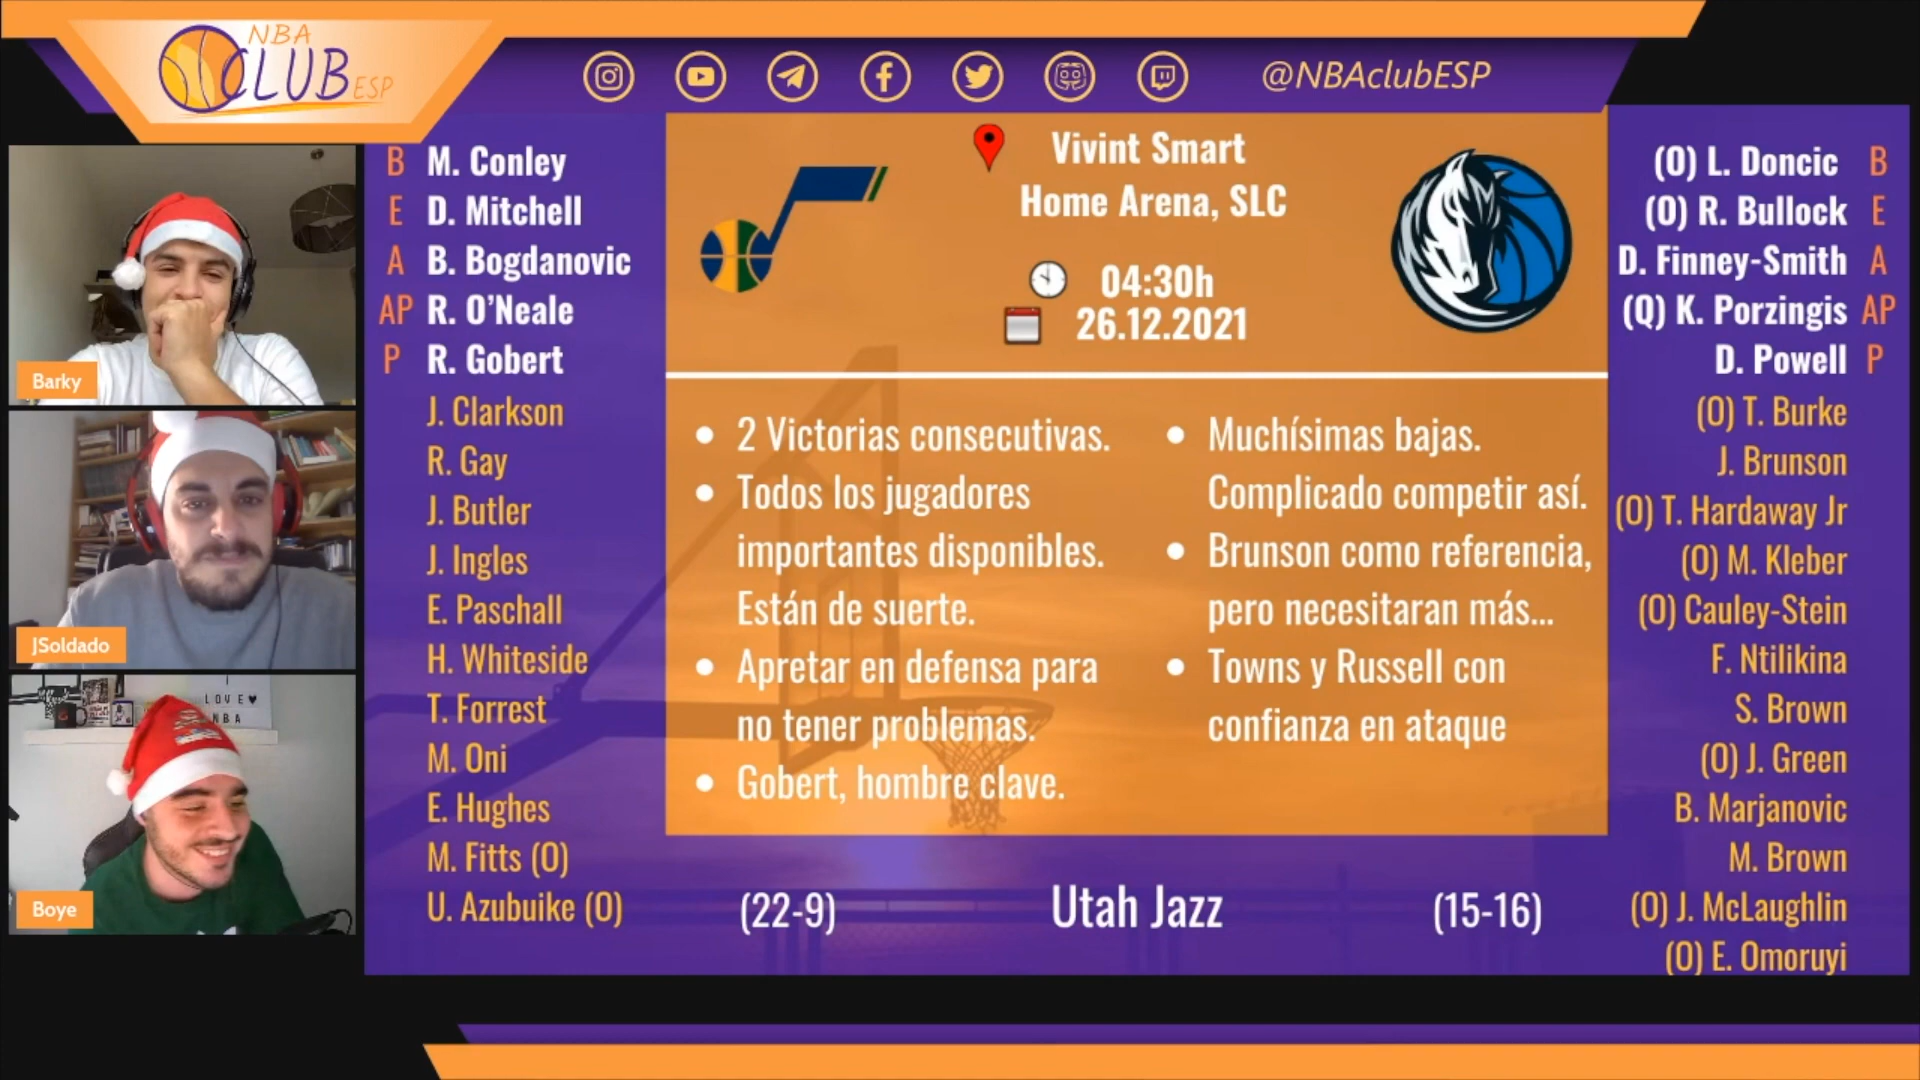 NBA
CLUB ESP
@NBAclubESP
Barky
JSoldado
I
LOVE♥
NBA
Boye
B M. Conley
E D. Mitchell
A B. Bogdanovic
AP R. O'Neale
P R. Gobert
J. Clarkson
R. Gay
J. Butler
J. Ingles
E. Paschall
H. Whiteside
T. Forrest
M. Oni
E. Hughes
M. Fitts (O)
U. Azubuike (O)
Vivint Smart
Home Arena, SLC
04:30h
26.12.2021
• 2 Victorias consecutivas.
• Todos los jugadores
importantes disponibles.
Están de suerte.
• Apretar en defensa para
no tener problemas.
• Gobert, hombre clave.
• Muchísimas bajas.
Complicado competir así.
• Brunson como referencia,
pero necesitaran más...
• Towns y Russell con
confianza en ataque
(22-9) Utah Jazz (15-16)
(O) L. Doncic B
(O) R. Bullock E
D. Finney-Smith A
(Q) K. Porzingis AP
D. Powell P
(O) T. Burke
J. Brunson
(O) T. Hardaway Jr
(O) M. Kleber
(O) Cauley-Stein
F. Ntilikina
S. Brown
(O) J. Green
B. Marjanovic
M. Brown
(O) J. McLaughlin
(O) E. Omoruyi